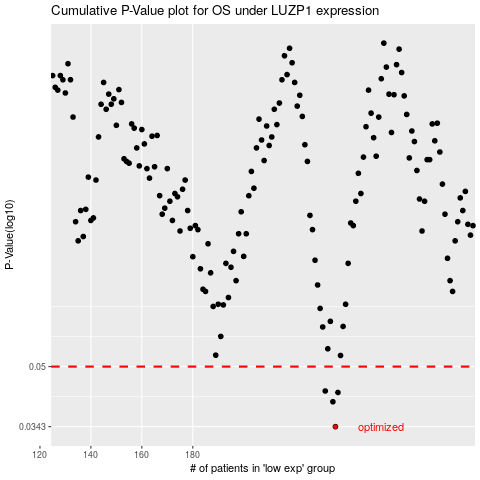 Cumulative P-Value plot for OS under LUZP1 expression
P-Value(log10)
0.05
0.0343
optimized
120 140 160 180
# of patients in 'low exp' group